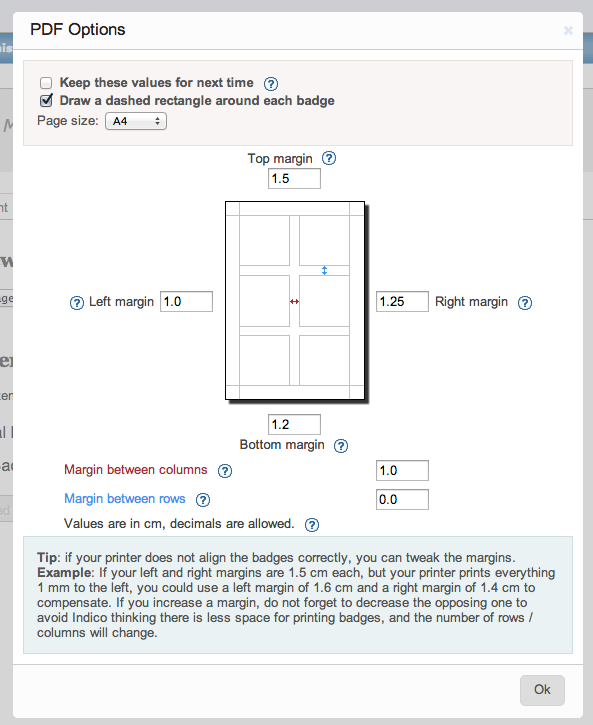 PDF Options
Keep these values for next time ?
Draw a dashed rectangle around each badge
Page size: A4
Top margin ?
1.5
? Left margin 1.0
1.25 Right margin ?
1.2
Bottom margin ?
Margin between columns ? 1.0
Margin between rows ? 0.0
Values are in cm, decimals are allowed. ?
Tip: if your printer does not align the badges correctly, you can tweak the margins.
Example: If your left and right margins are 1.5 cm each, but your printer prints everything
1 mm to the left, you could use a left margin of 1.6 cm and a right margin of 1.4 cm to
compensate. If you increase a margin, do not forget to decrease the opposing one to
avoid Indico thinking there is less space for printing badges, and the number of rows /
columns will change.
Ok